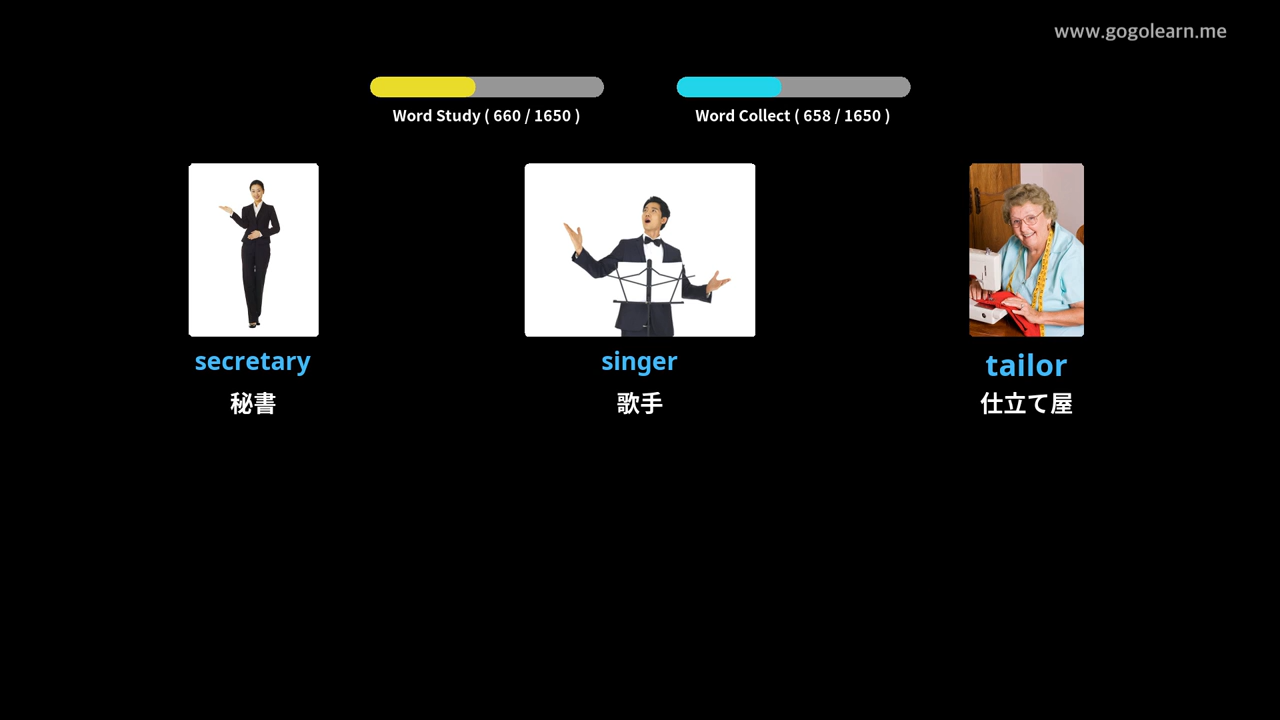 www.gogolearn.me
Word Study ( 660 / 1650 )
Word Collect ( 658 / 1650 )
secretary
singer
tailor
秘書
歌手
仕立て屋